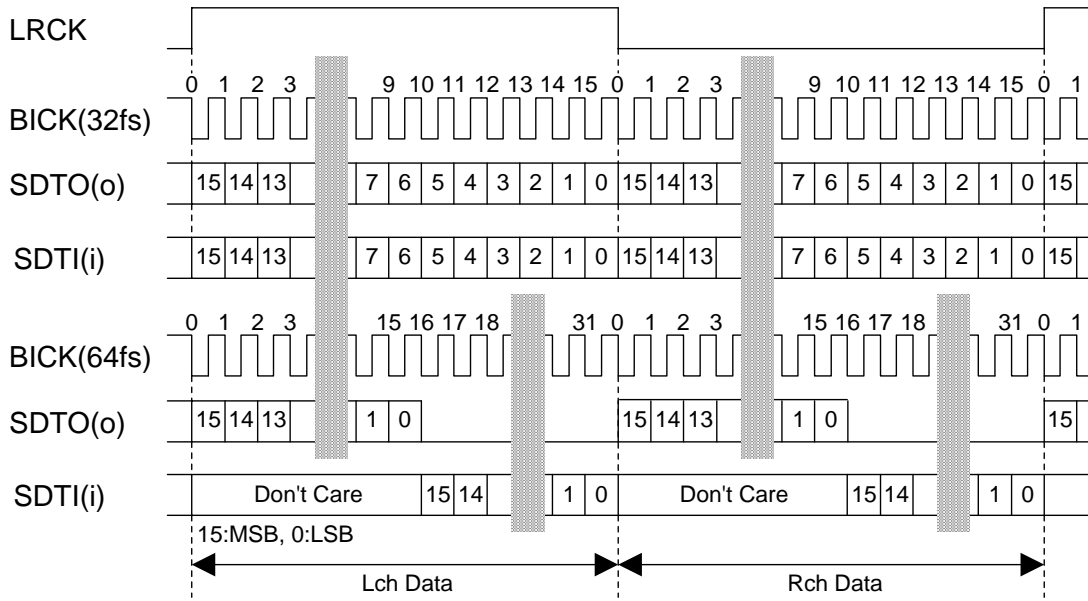 LRCK
0 1 2 3 9 10 11 12 13 14 15 0 1 2 3 9 10 11 12 13 14 15 0 1
BICK(32fs)
SDTO(o) 15 14 13 7 6 5 4 3 2 1 0 15 14 13 7 6 5 4 3 2 1 0 15
SDTI(i) 15 14 13 7 6 5 4 3 2 1 0 15 14 13 7 6 5 4 3 2 1 0 15
0 1 2 3 15 16 17 18 31 0 1 2 3 15 16 17 18 31 0 1
BICK(64fs)
SDTO(o) 15 14 13 1 0 15 14 13 1 0 15
SDTI(i) Don't Care 15 14 1 0 Don't Care 15 14 1 0
15:MSB, 0:LSB
Lch Data Rch Data